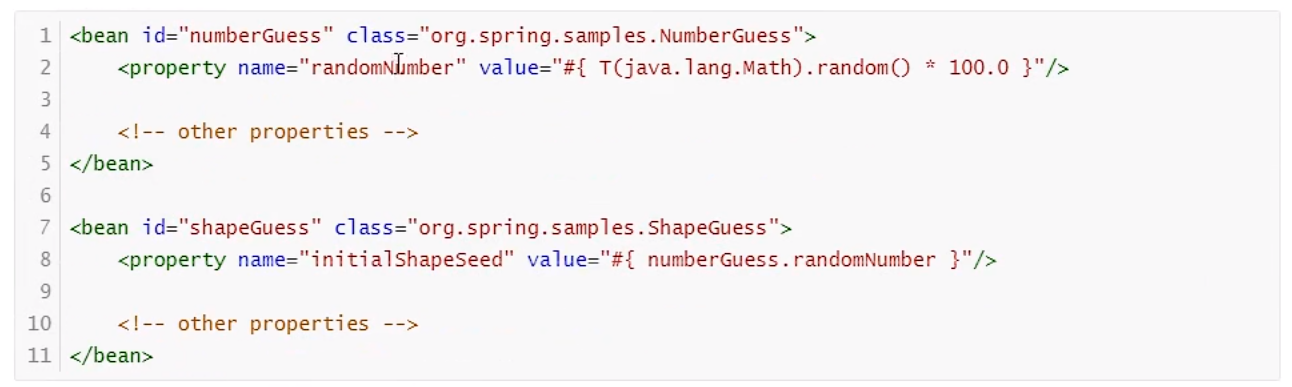 1 <bean id="numberGuess" class="org.spring.samples.NumberGuess">
2     <property name="randomNumber" value="#{ T(java.lang.Math).random() * 100.0 }"/>
3
4     <!-- other properties -->
5 </bean>
6
7 <bean id="shapeGuess" class="org.spring.samples.ShapeGuess">
8     <property name="initialShapeSeed" value="#{ numberGuess.randomNumber }"/>
9
10     <!-- other properties -->
11 </bean>